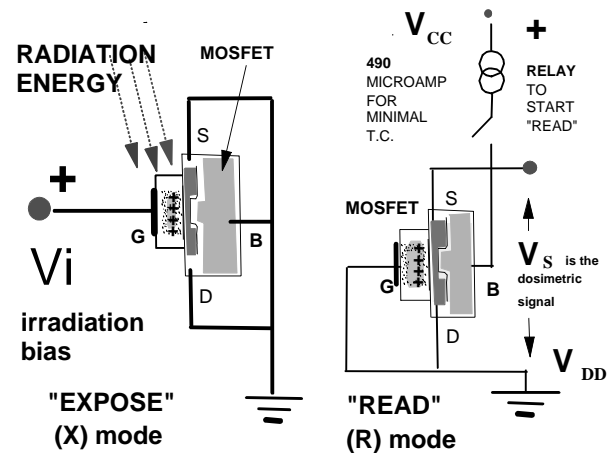 RADIATION
ENERGY
MOSFET
S
+
G
B
Vi
D
irradiation
bias
"EXPOSE"
(X) mode
V CC
+
490
MICROAMP
FOR
MINIMAL
T.C.
RELAY
TO
START
"READ"
MOSFET
S
++++
G
B
D
V S is the
dosimetric
signal
V DD
"READ"
(R) mode